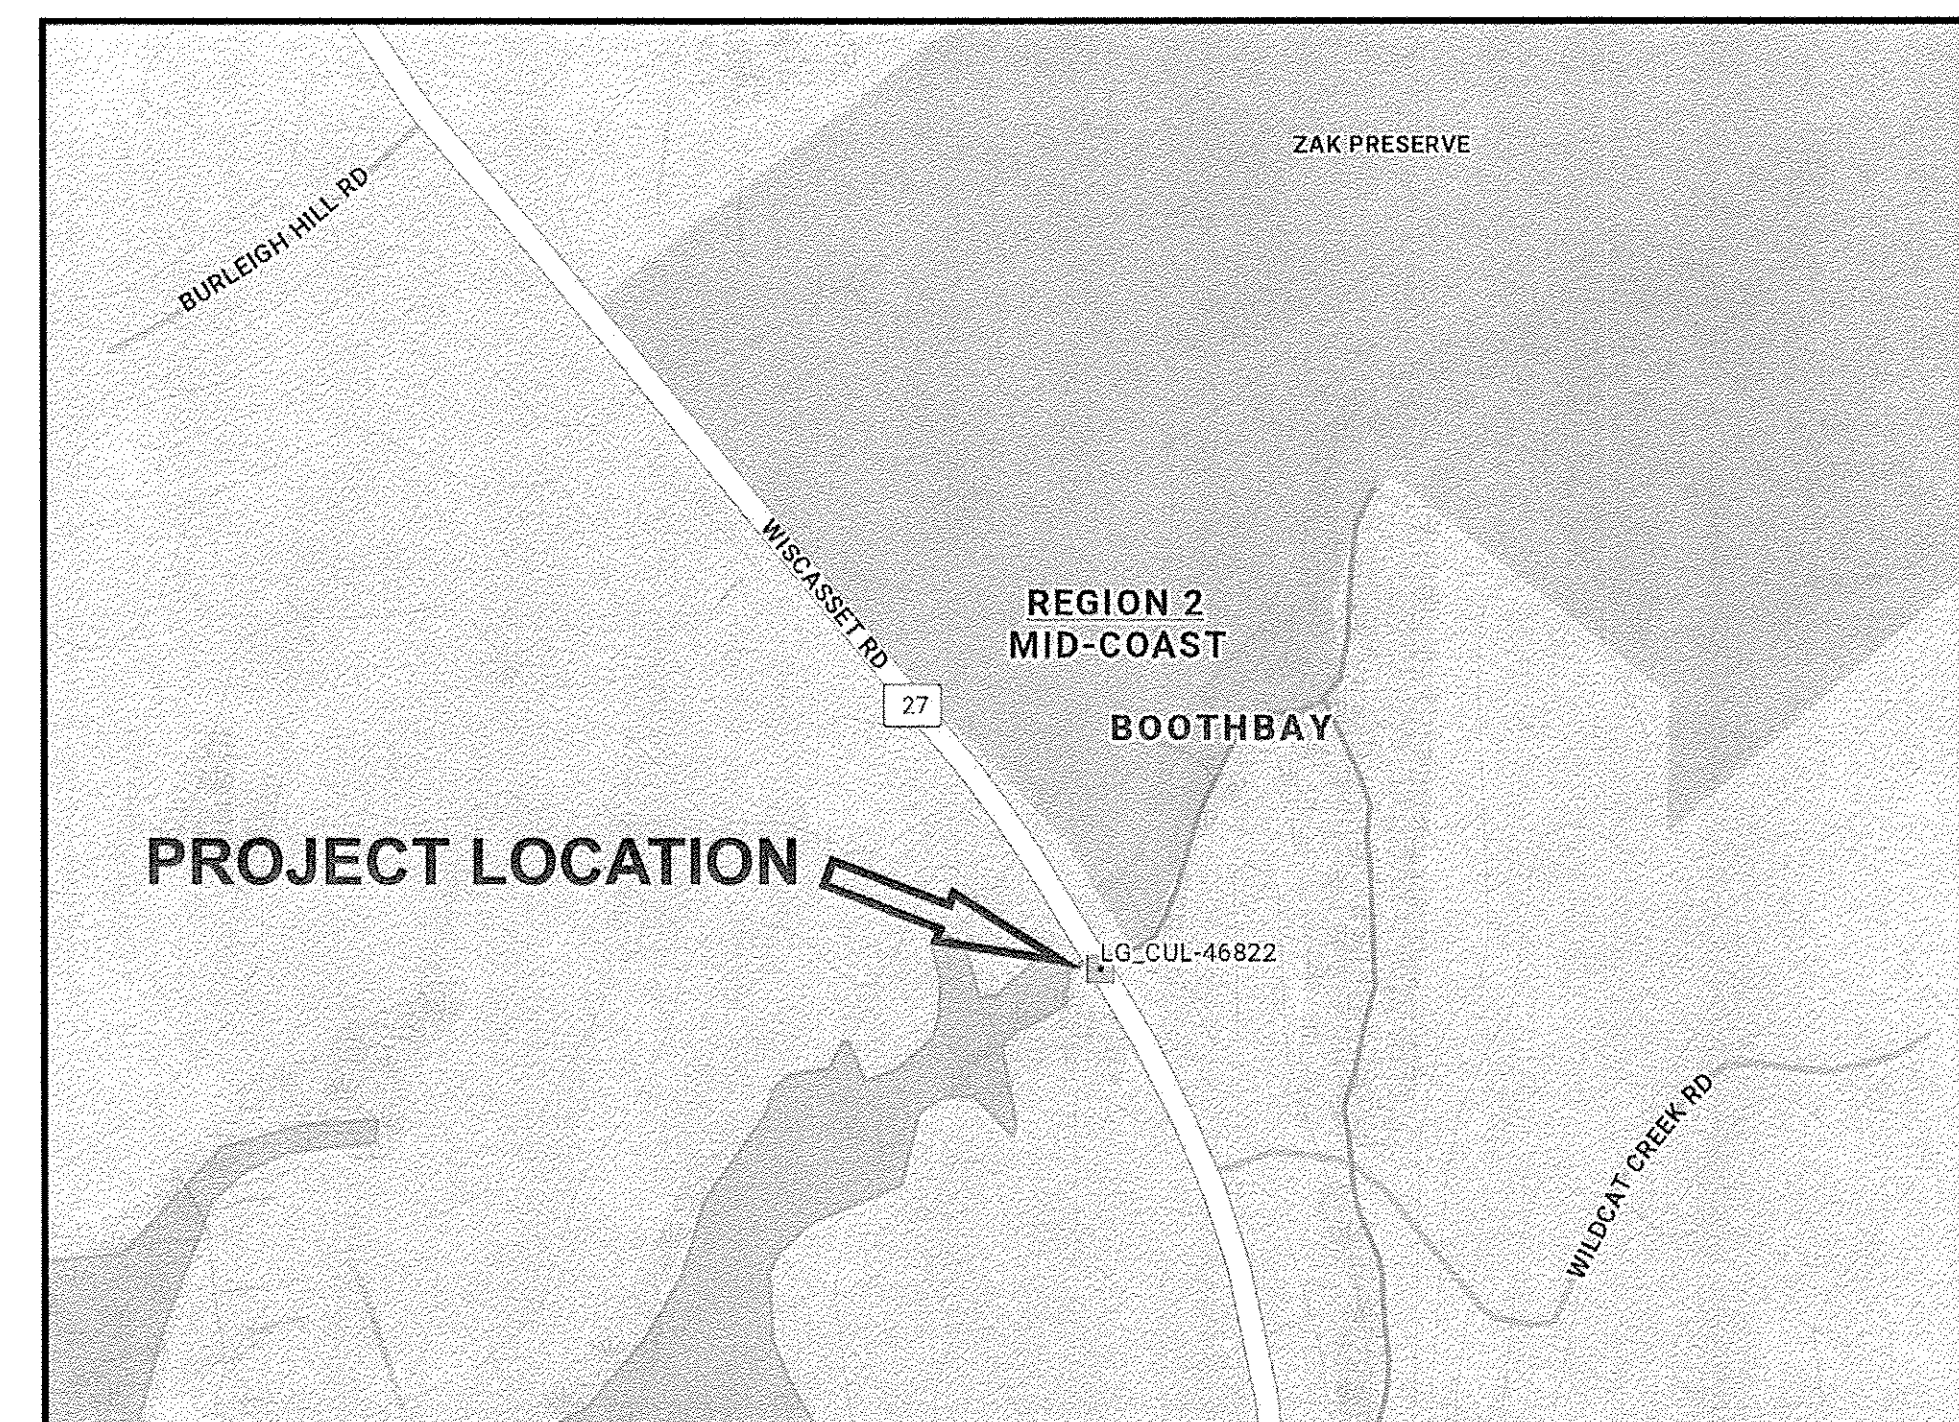 ZAK PRESERVE
BURLEIGH HILL RD
WISCASSET RD
REGION 2
MID-COAST
27
BOOTHBAY
PROJECT LOCATION
LG_CUL-46822
WILDCAT CREEK RD